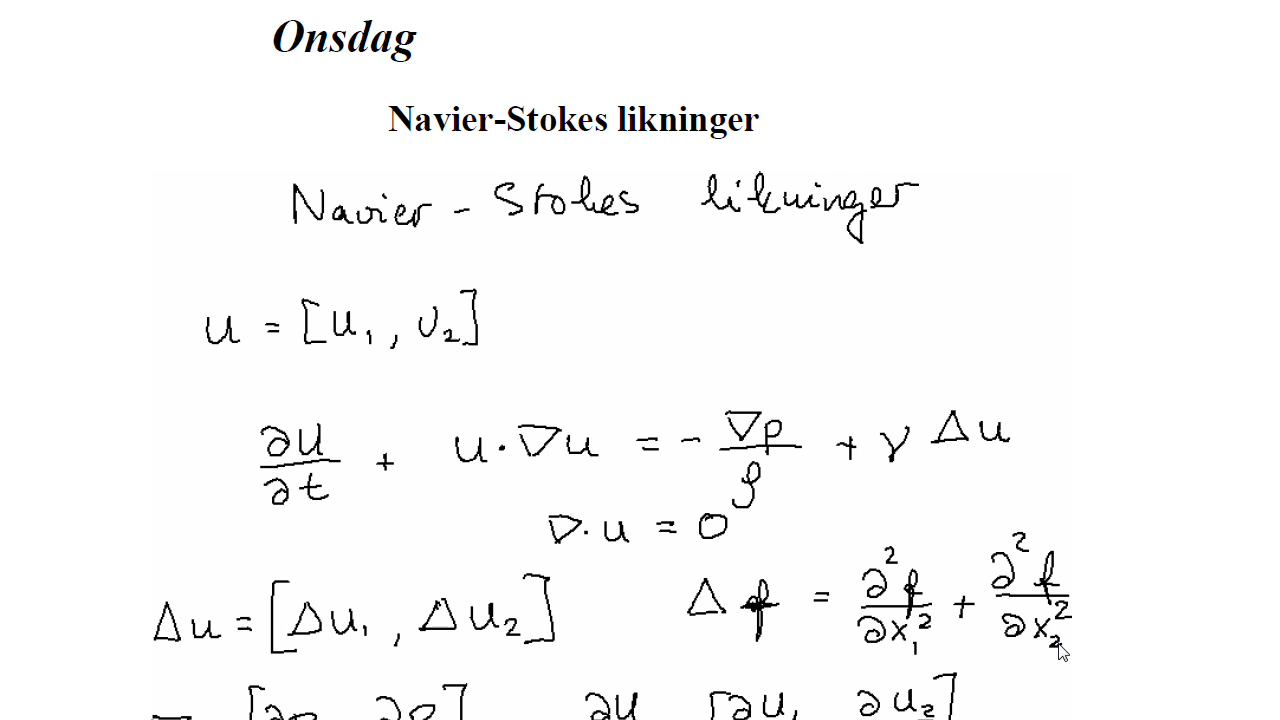 Onsdag
Navier-Stokes likninger
Navier - Stokes likninger
u = [u₁, u₂]
∂u/∂t + u · ∇u = - ∇p/ρ + ν Δu
∇ · u = 0
Δu = [Δu₁, Δu₂]   Δf = ∂²f/∂x₁² + ∂²f/∂x₂²